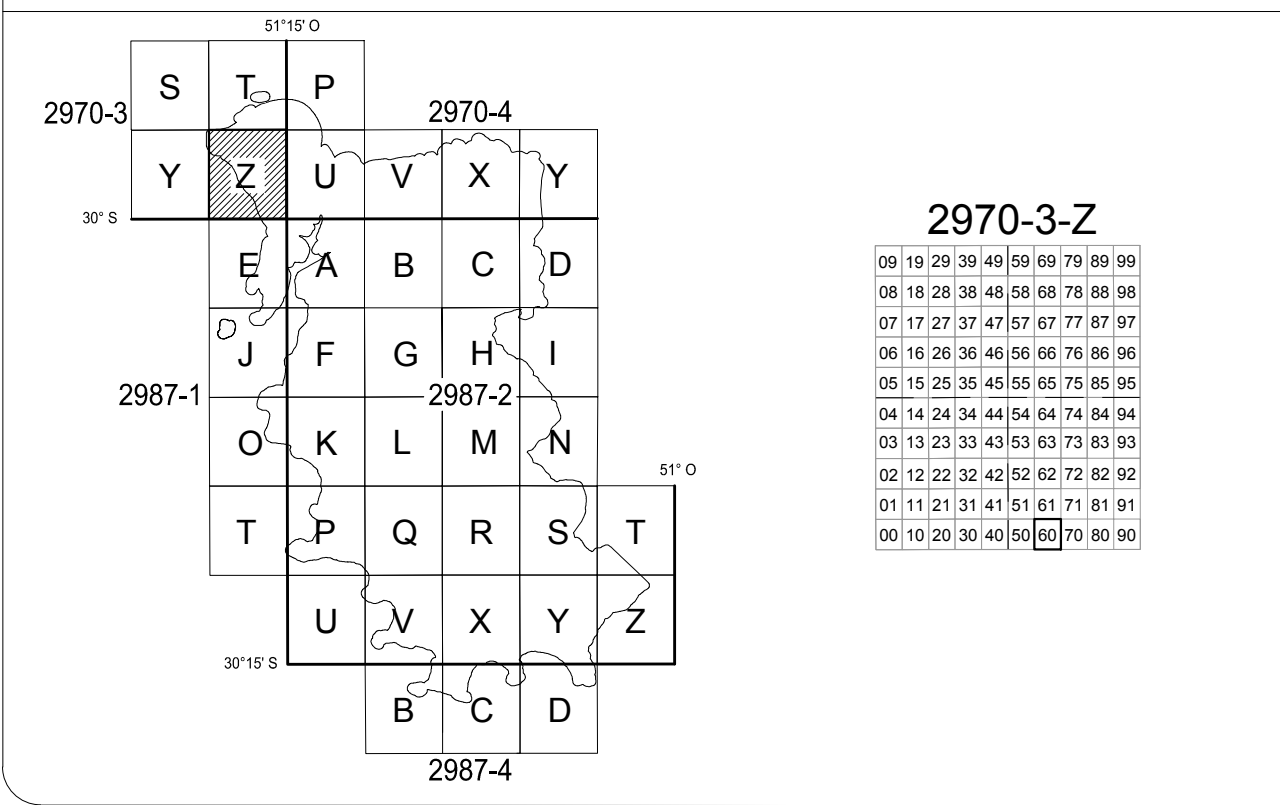 51°15' O
S T P
2970-3 2970-4
Y Z U V X Y
30° S
E A B C D
J F G H I
2987-1 2987-2
O K L M N
51° O
T P Q R S T
U V X Y Z
30°15' S
B C D
2987-4
2970-3-Z
09 19 29 39 49 59 69 79 89 99
08 18 28 38 48 58 68 78 88 98
07 17 27 37 47 57 67 77 87 97
06 16 26 36 46 56 66 76 86 96
05 15 25 35 45 55 65 75 85 95
04 14 24 34 44 54 64 74 84 94
03 13 23 33 43 53 63 73 83 93
02 12 22 32 42 52 62 72 82 92
01 11 21 31 41 51 61 71 81 91
00 10 20 30 40 50 60 70 80 90